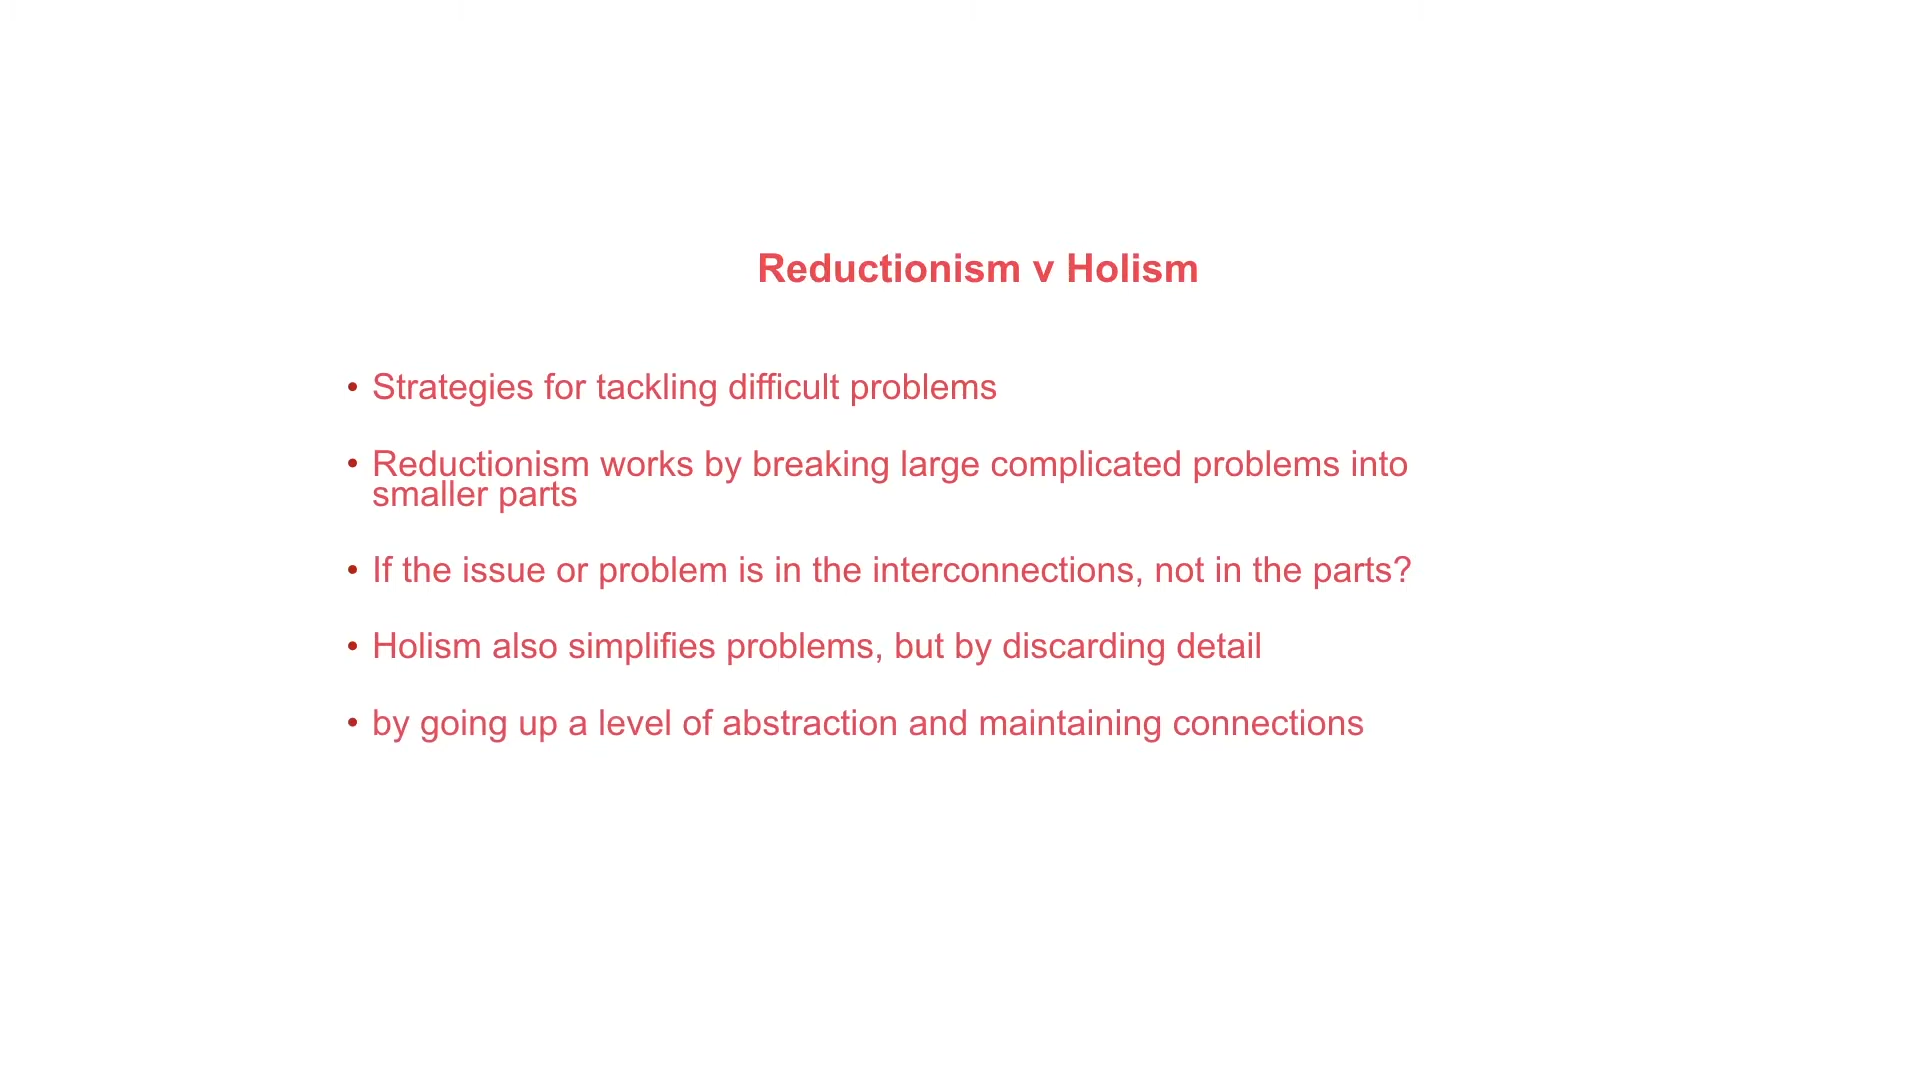 Reductionism v Holism
• Strategies for tackling difficult problems
• Reductionism works by breaking large complicated problems into
smaller parts
• If the issue or problem is in the interconnections, not in the parts?
• Holism also simplifies problems, but by discarding detail
• by going up a level of abstraction and maintaining connections